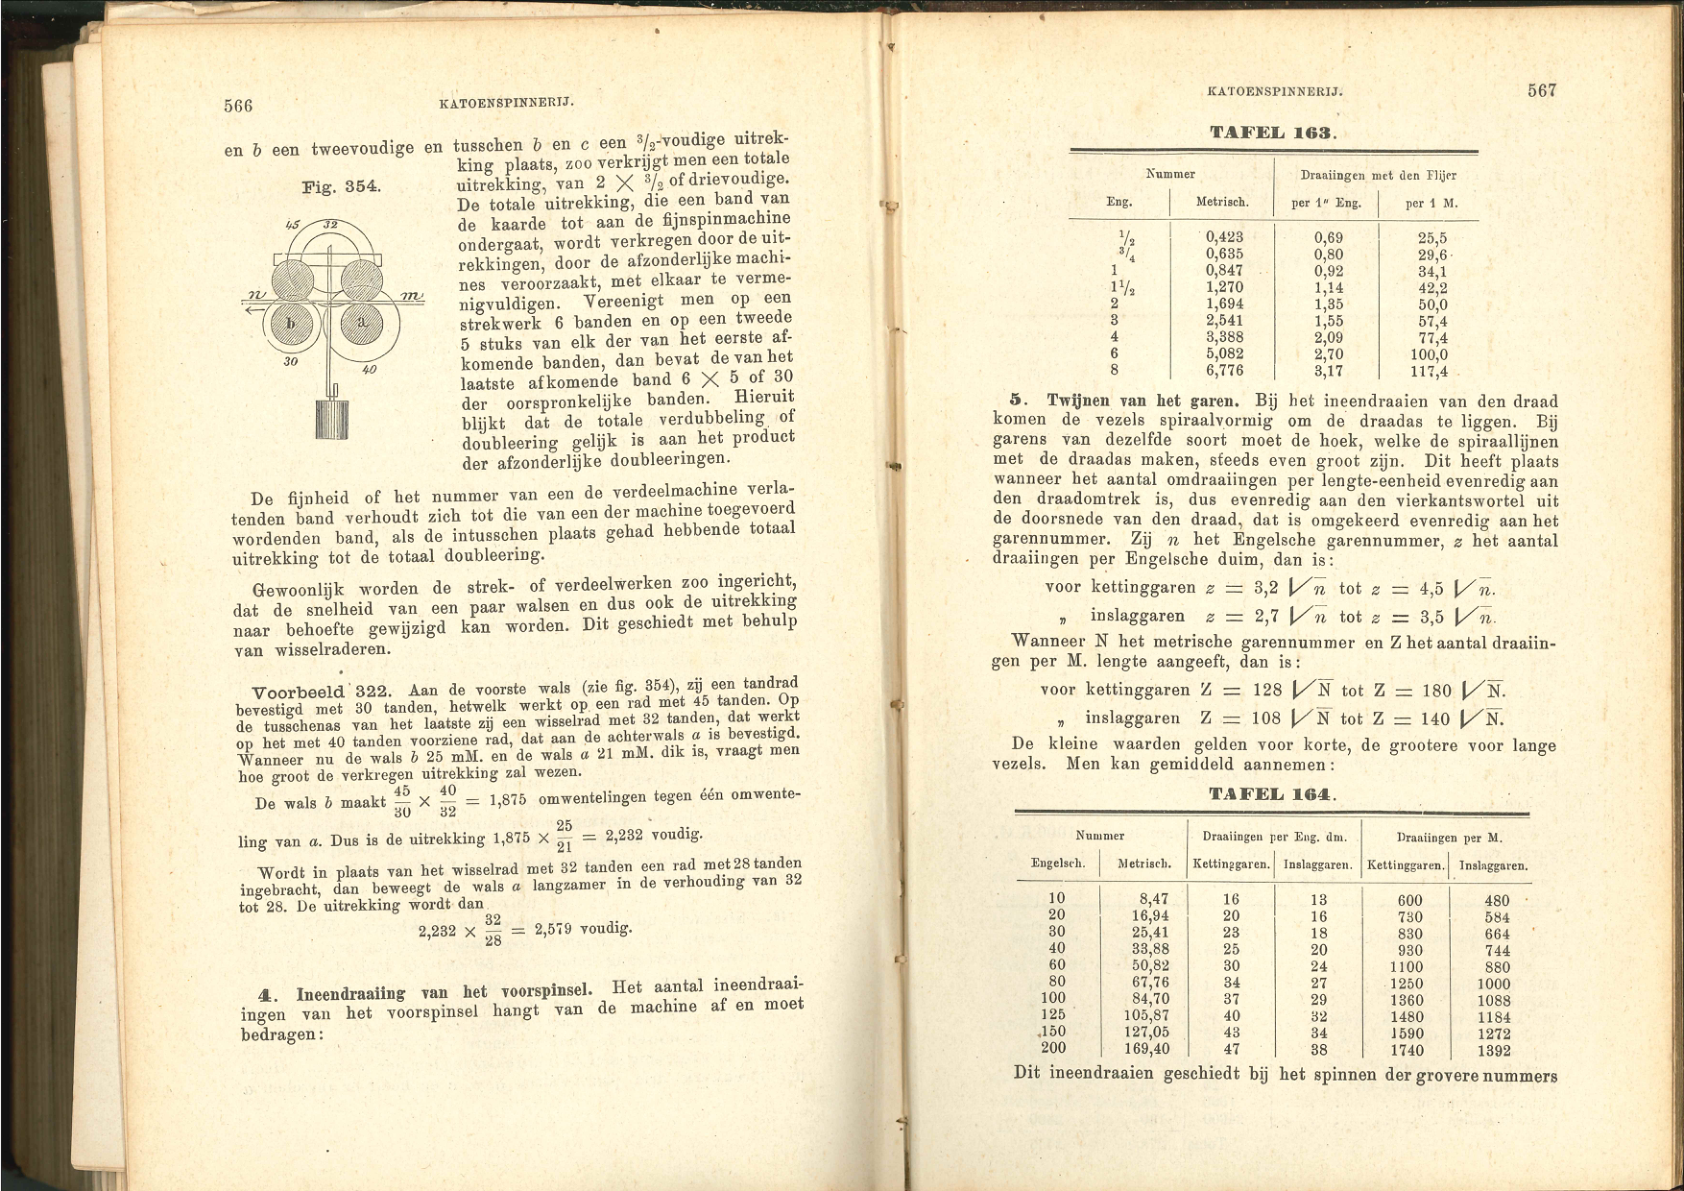 566 KATOENSPINNERIJ.
en b een tweevoudige en tusschen b en c een 3/2-voudige uitrek-
king plaats, zoo verkrijgt men een totale
Fig. 354.
uitrekking, van 2 × 3/2 of drievoudige.
De totale uitrekking, die een band van
de kaarde tot aan de fijnspinmachine
ondergaat, wordt verkregen door de uit-
rekkingen, door de afzonderlijke machi-
nes veroorzaakt, met elkaar te verme-
nigvuldigen. Vereenigt men op een
strekwerk 6 banden en op een tweede
5 stuks van elk der van het eerste af-
komende banden, dan bevat de van het
laatste afkomende band 6 × 5 of 30
der oorspronkelijke banden. Hieruit
blijkt dat de totale verdubbeling of
doubleering gelijk is aan het product
der afzonderlijke doubleeringen.
45 32
n m
b a
30 40
De fijnheid of het nummer van een de verdeelmachine verla-
tenden band verhoudt zich tot die van een der machine toegevoerd
wordenden band, als de intusschen plaats gehad hebbende totaal
uitrekking tot de totaal doubleering.
Gewoonlijk worden de strek- of verdeelwerken zoo ingericht,
dat de snelheid van een paar walsen en dus ook de uitrekking
naar behoefte gewijzigd kan worden. Dit geschiedt met behulp
van wisselraderen.
Voorbeeld 322. Aan de voorste wals (zie fig. 354), zij een tandrad
bevestigd met 30 tanden, hetwelk werkt op een rad met 45 tanden. Op
de tusschenas van het laatste zij een wisselrad met 32 tanden, dat werkt
op het met 40 tanden voorziene rad, dat aan de achterwals a is bevestigd.
Wanneer nu de wals b 25 mM. en de wals a 21 mM. dik is, vraagt men
hoe groot de verkregen uitrekking zal wezen.
De wals b maakt 45/30 × 40/32 = 1,875 omwentelingen tegen één omwente-
ling van a. Dus is de uitrekking 1,875 × 25/21 = 2,232 voudig.
Wordt in plaats van het wisselrad met 32 tanden een rad met 28 tanden
ingebracht, dan beweegt de wals a langzamer in de verhouding van 32
tot 28. De uitrekking wordt dan
2,232 × 32/28 = 2,579 voudig.
4. Ineendraaiing van het voorspinsel. Het aantal ineendraai-
ingen van het voorspinsel hangt van de machine af en moet
bedragen:
KATOENSPINNERIJ. 567
TAFEL 163.
Nummer Draaiingen met den Flijer
Eng. Metrisch. per 1" Eng. per 1 M.
1/2 0,423 0,69 25,5
3/4 0,635 0,80 29,6
1 0,847 0,92 34,1
1 1/2 1,270 1,14 42,2
2 1,694 1,35 50,0
3 2,541 1,55 57,4
4 3,388 2,09 77,4
6 5,082 2,70 100,0
8 6,776 3,17 117,4
5. Twijnen van het garen. Bij het ineendraaien van den draad
komen de vezels spiraalvormig om de draadas te liggen. Bij
garens van dezelfde soort moet de hoek, welke de spiraallijnen
met de draadas maken, steeds even groot zijn. Dit heeft plaats
wanneer het aantal omdraaiingen per lengte-eenheid evenredig aan
den draadomtrek is, dus evenredig aan den vierkantswortel uit
de doorsnede van den draad, dat is omgekeerd evenredig aan het
garennummer. Zij n het Engelsche garennummer, z het aantal
draaiingen per Engelsche duim, dan is:
voor kettinggaren z = 3,2 √n tot z = 4,5 √n.
„ inslaggaren z = 2,7 √n tot z = 3,5 √n.
Wanneer N het metrische garennummer en Z het aantal draaiin-
gen per M. lengte aangeeft, dan is:
voor kettinggaren Z = 128 √N tot Z = 180 √N.
„ inslaggaren Z = 108 √N tot Z = 140 √N.
De kleine waarden gelden voor korte, de grootere voor lange
vezels. Men kan gemiddeld aannemen:
TAFEL 164.
Nummer Draaiingen per Eng. dm. Draaiingen per M.
Engelsch. Metrisch. Kettinggaren. Inslaggaren. Kettinggaren. Inslaggaren.
10 8,47 16 13 600 480
20 16,94 20 16 730 584
30 25,41 23 18 830 664
40 33,88 25 20 930 744
60 50,82 30 24 1100 880
80 67,76 34 27 1250 1000
100 84,70 37 29 1360 1088
125 105,87 40 32 1480 1184
150 127,05 43 34 1590 1272
200 169,40 47 38 1740 1392
Dit ineendraaien geschiedt bij het spinnen der grovere nummers